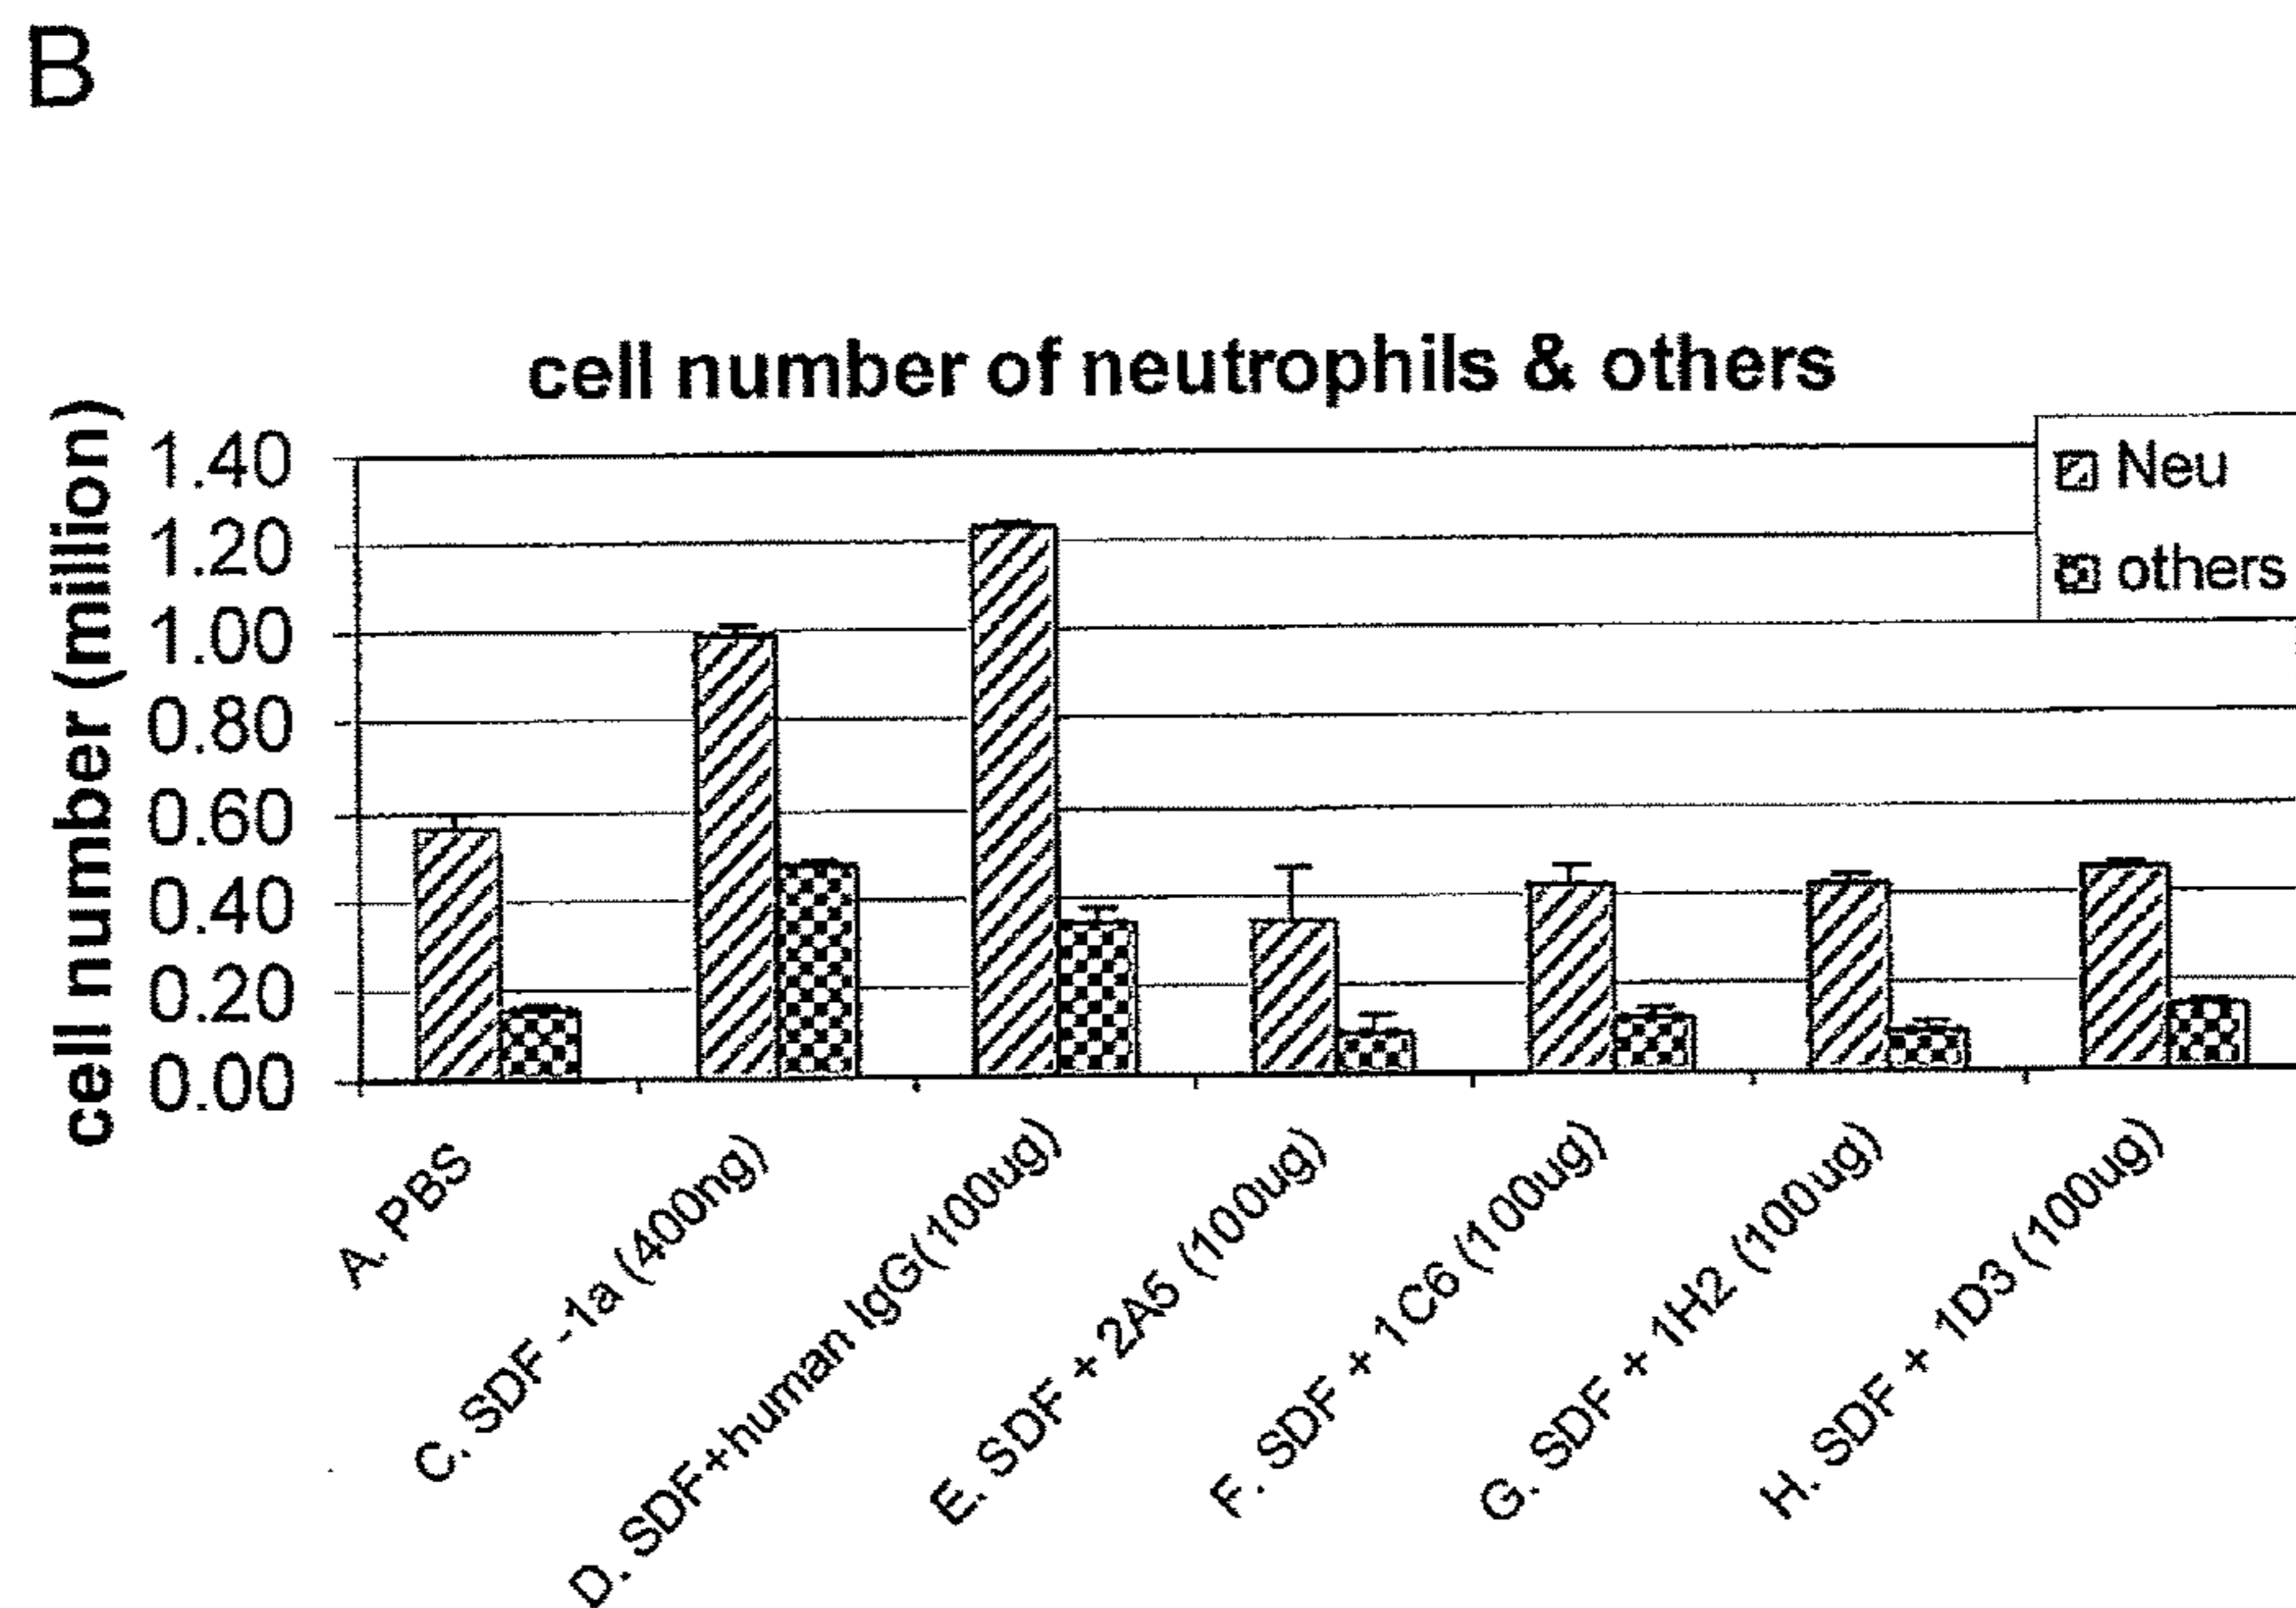 B
cell number of neutrophils & others
cell number (million)
1.40
1.20
1.00
0.80
0.60
0.40
0.20
0.00
Neu
others
A. PBS
C. SDF -1a (400ng)
D. SDF+human IgG(100ug)
E. SDF + 2A5 (100ug)
F. SDF + 1C6 (100ug)
G. SDF + 1H2 (100ug)
H. SDF + 1D3 (100ug)